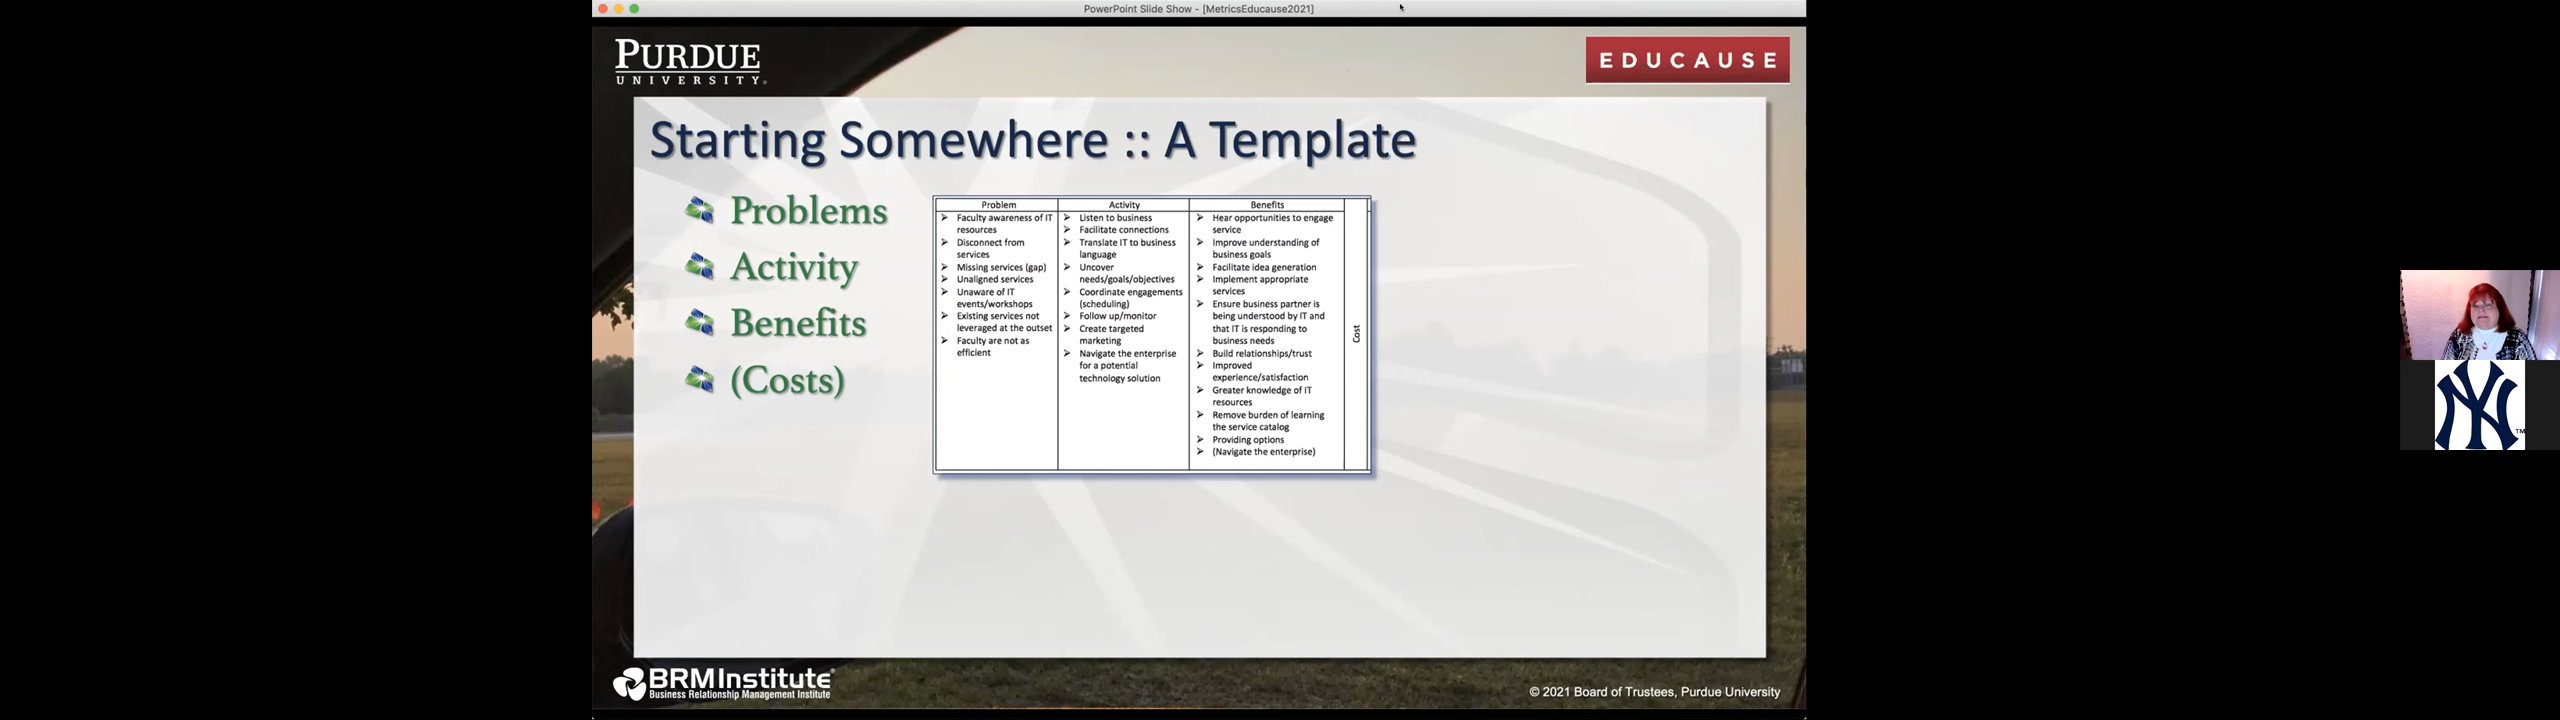 PowerPoint Slide Show - [MetricsEducause2021]
PURDUE
UNIVERSITY®
EDUCAUSE
Starting Somewhere :: A Template
Problems
Activity
Benefits
(Costs)
Problem
Faculty awareness of IT
resources
Disconnect from
services
Missing services (gap)
Unaligned services
Unaware of IT
events/workshops
Existing services not
leveraged at the outset
Faculty are not as
efficient
Activity
Listen to business
Facilitate connections
Translate IT to business
language
Uncover
needs/goals/objectives
Coordinate engagements
(scheduling)
Follow up/monitor
Create targeted
marketing
Navigate the enterprise
for a potential
technology solution
Benefits
Hear opportunities to engage
service
Improve understanding of
business goals
Facilitate idea generation
Implement appropriate
services
Ensure business partner is
being understood by IT and
that IT is responding to
business needs
Build relationships/trust
Improved
experience/satisfaction
Greater knowledge of IT
resources
Remove burden of learning
the service catalog
Providing options
(Navigate the enterprise)
Cost
BRMInstitute®
Business Relationship Management Institute
© 2021 Board of Trustees, Purdue University
NY
TM